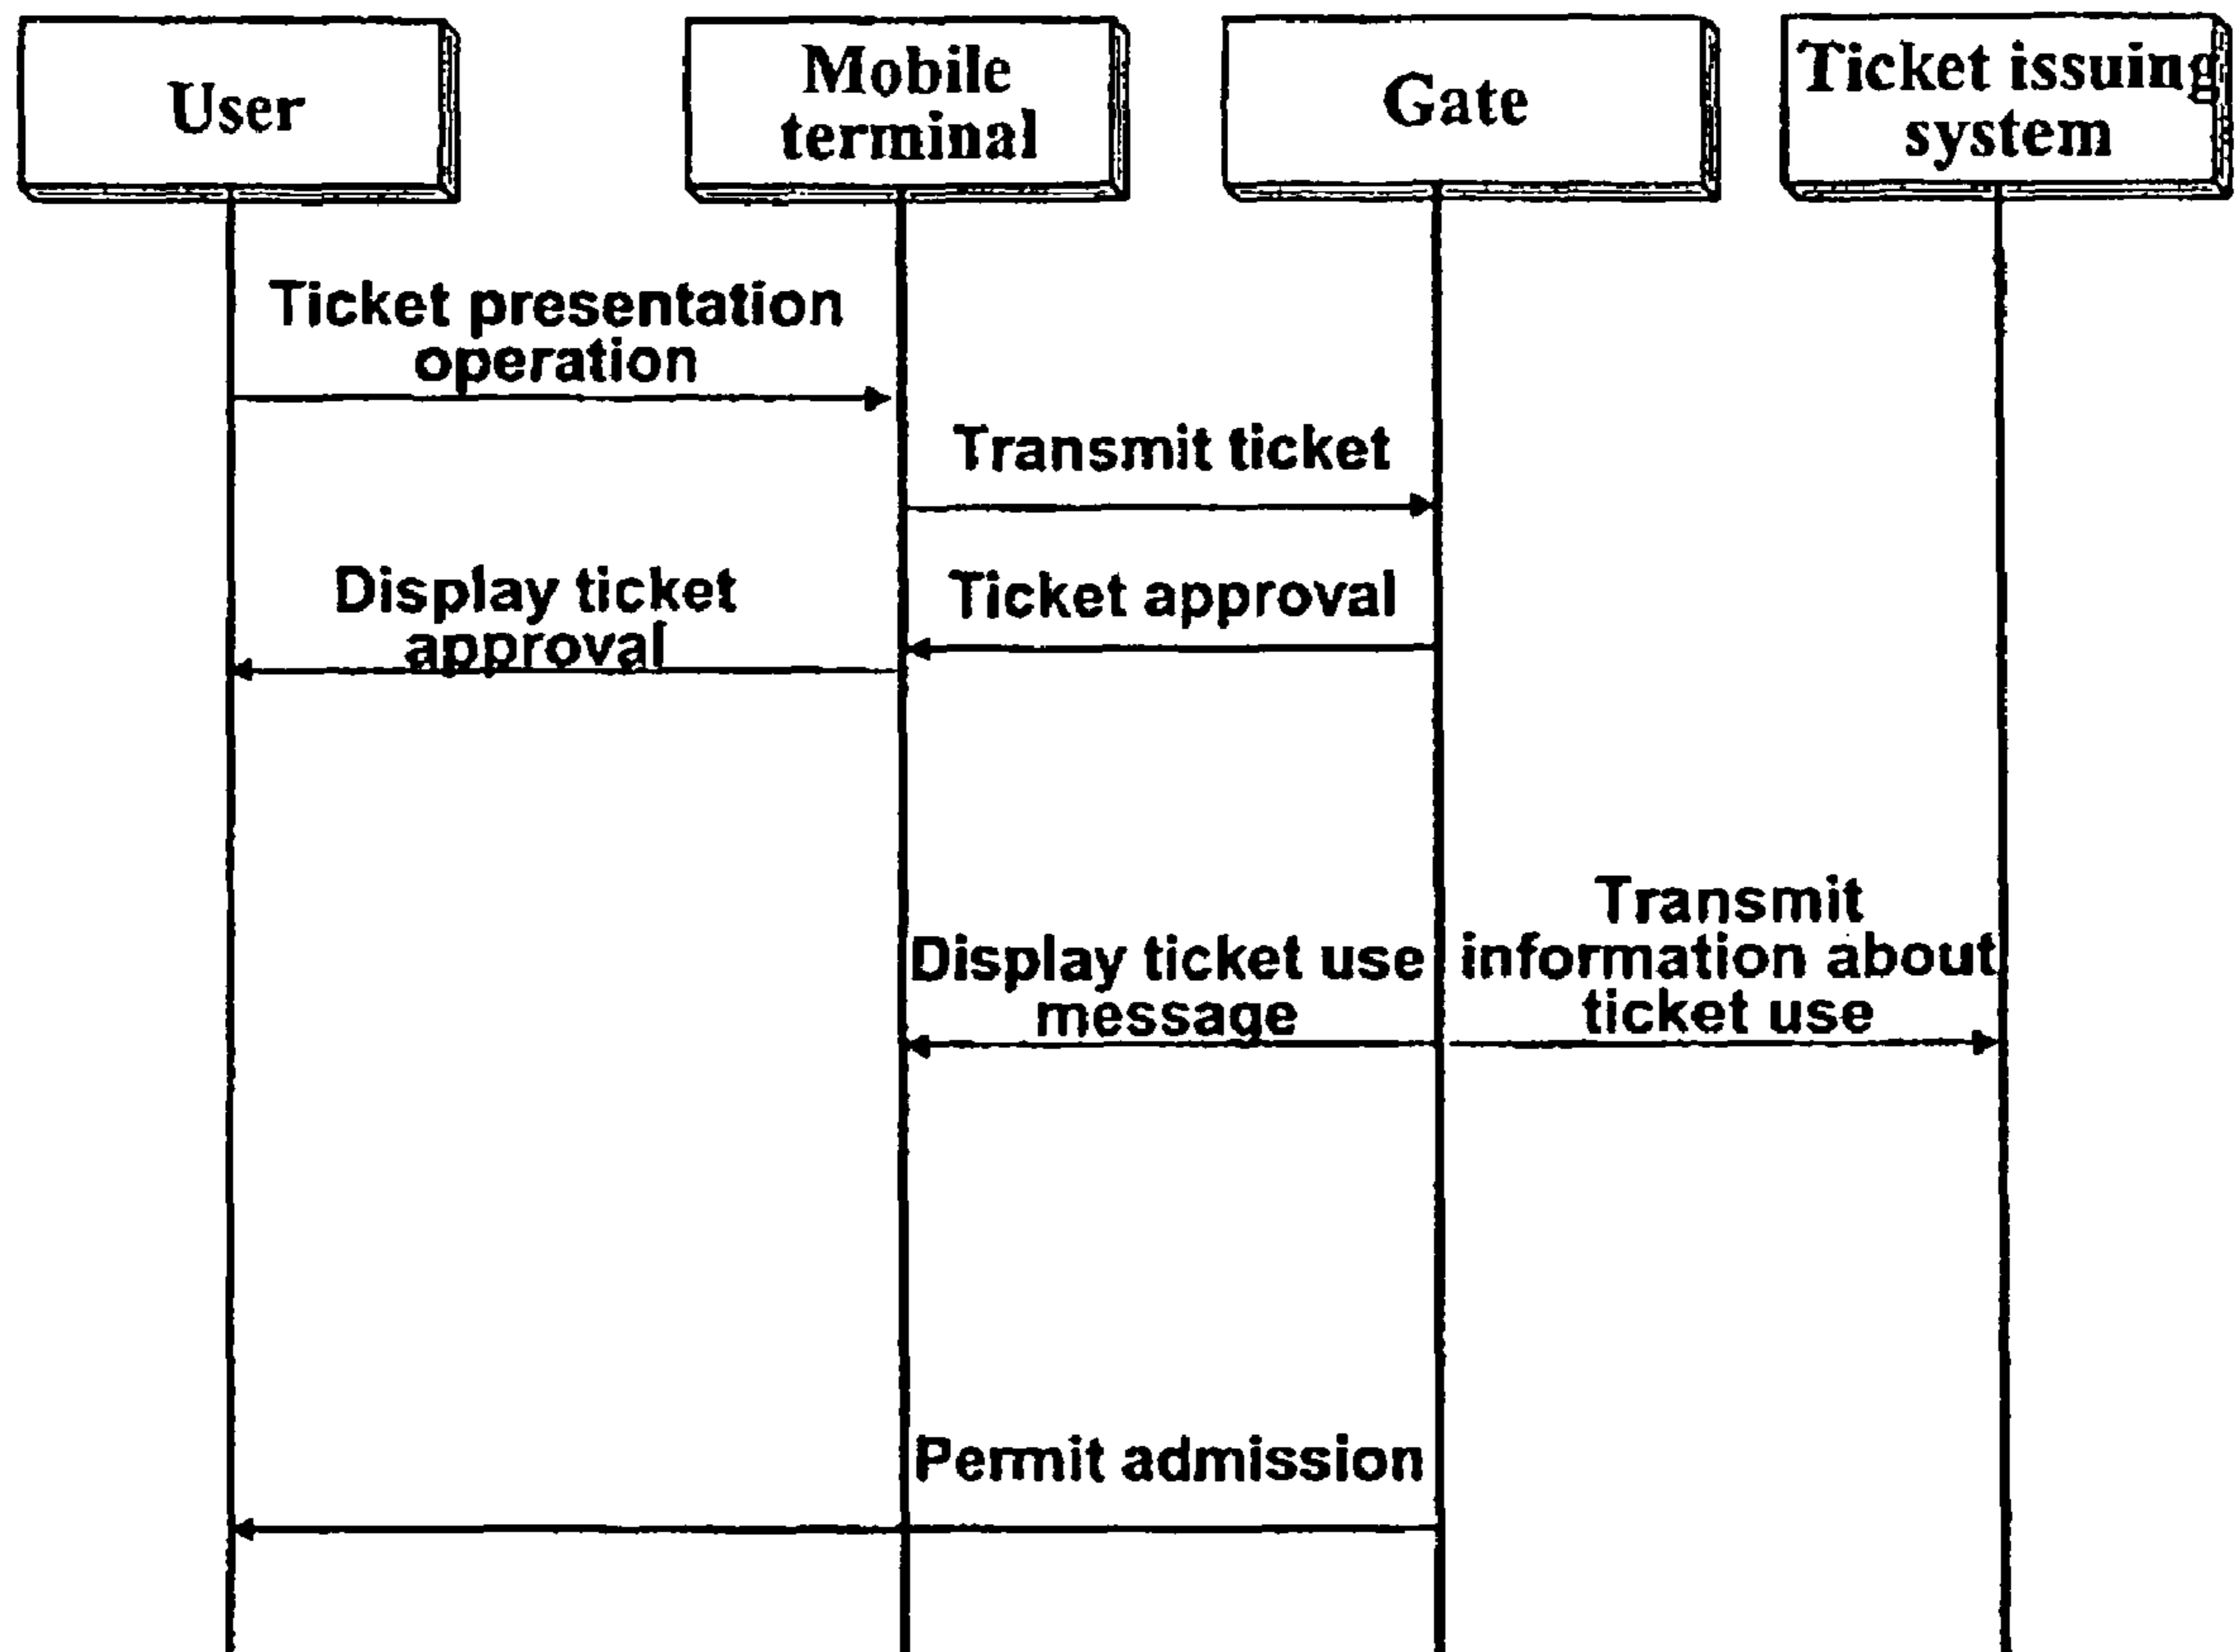 User
Mobile
terminal
Gate
Ticket issuing
system
Ticket presentation
operation
Transmit ticket
Display ticket
approval
Ticket approval
Display ticket use
message
Transmit
information about
ticket use
Permit admission